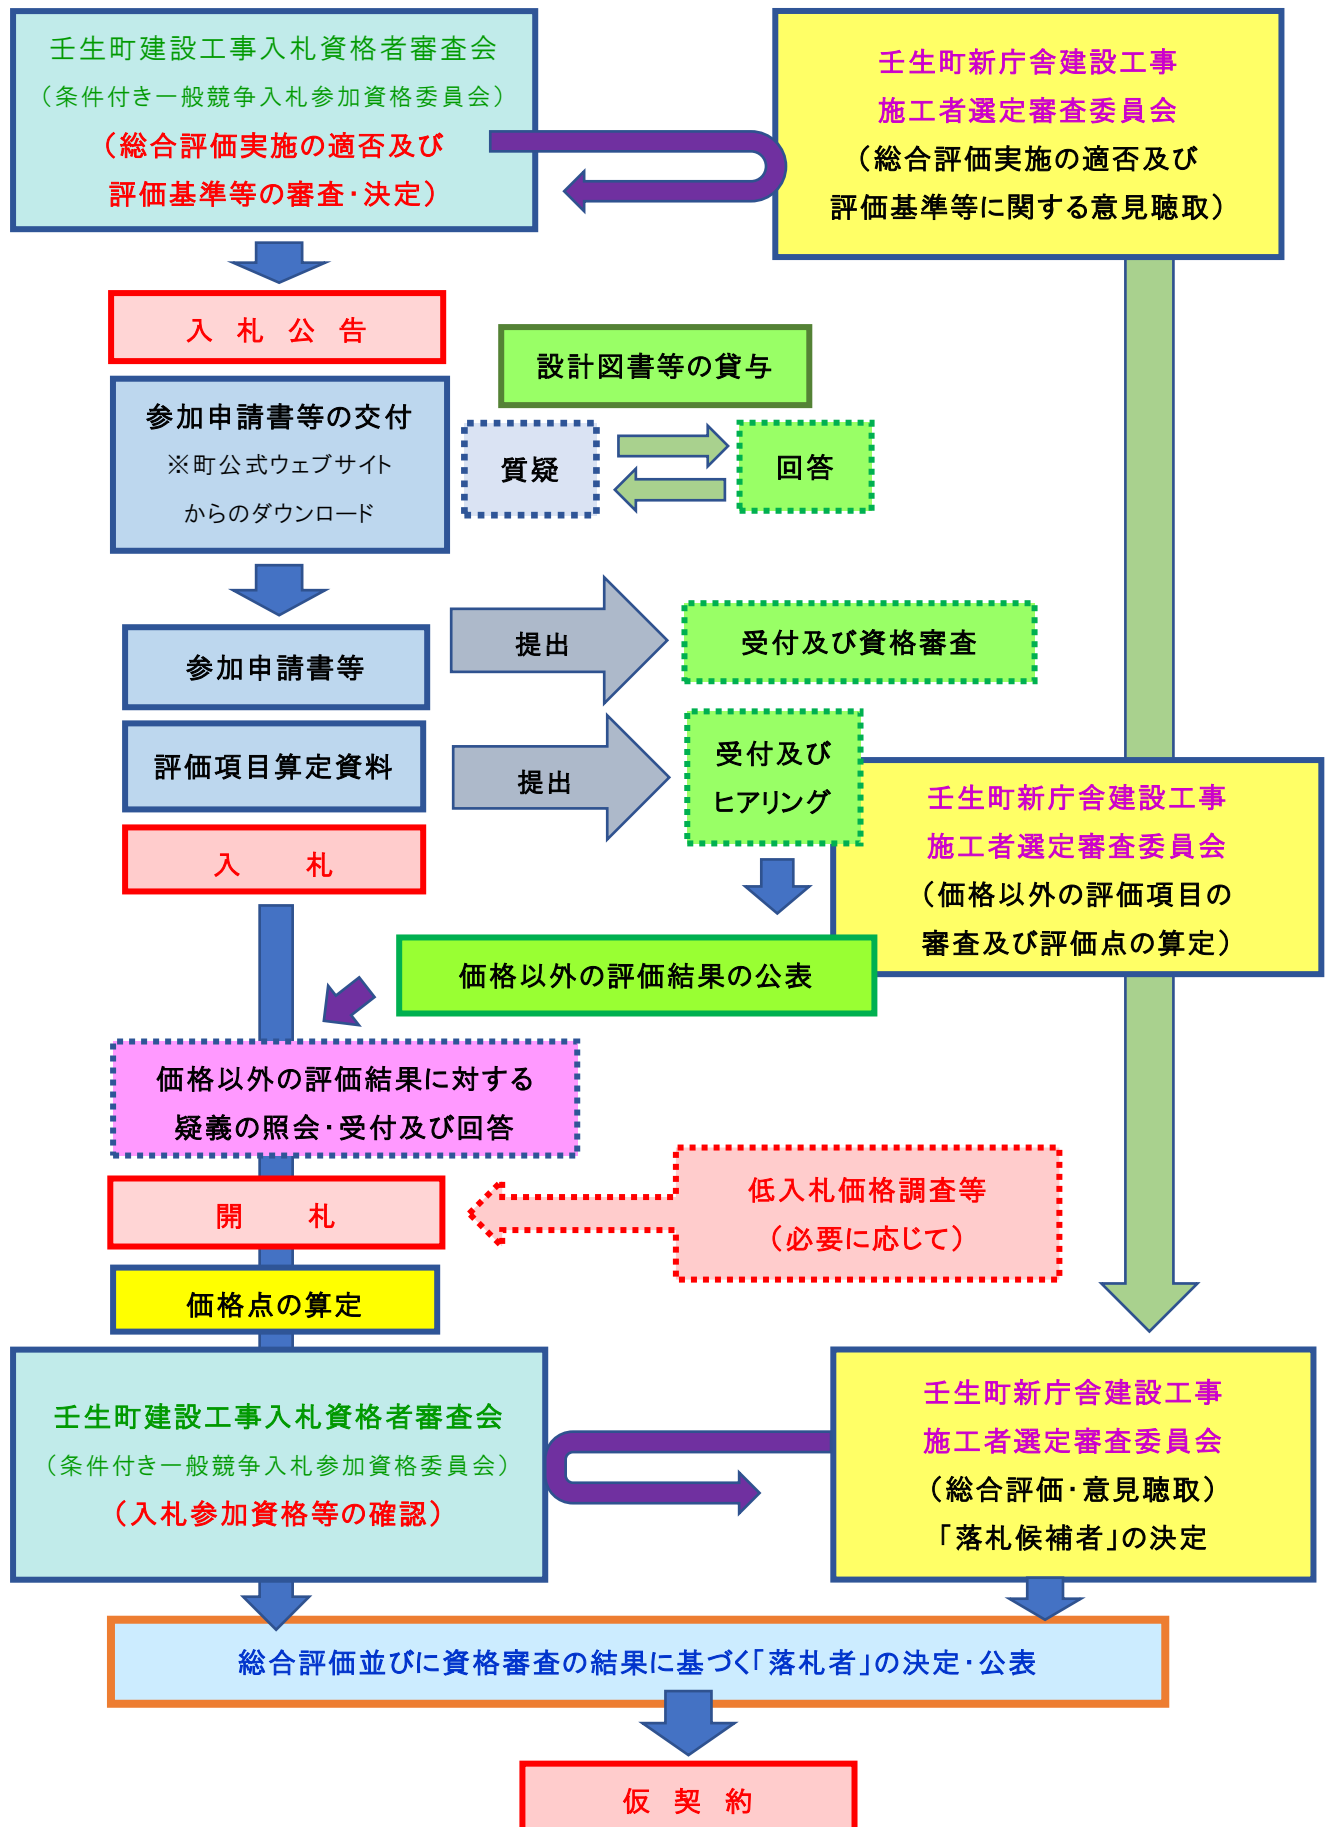 壬生町建設工事入札資格者審査会
（条件付き一般競争入札参加資格委員会）
（総合評価実施の適否及び
評価基準等の審査・決定）
壬生町新庁舎建設工事
施工者選定審査委員会
（総合評価実施の適否及び
評価基準等に関する意見聴取）
入 札 公 告
設計図書等の貸与
参加申請書等の交付
※町公式ウェブサイト
からのダウンロード
質疑
回答
参加申請書等
提出
受付及び資格審査
評価項目算定資料
提出
受付及び
ヒアリング
壬生町新庁舎建設工事
施工者選定審査委員会
（価格以外の評価項目の
審査及び評価点の算定）
入 札
価格以外の評価結果の公表
価格以外の評価結果に対する
疑義の照会・受付及び回答
開 札
低入札価格調査等
（必要に応じて）
価格点の算定
壬生町建設工事入札資格者審査会
（条件付き一般競争入札参加資格委員会）
（入札参加資格等の確認）
壬生町新庁舎建設工事
施工者選定審査委員会
（総合評価・意見聴取）
「落札候補者」の決定
総合評価並びに資格審査の結果に基づく「落札者」の決定・公表
仮 契 約